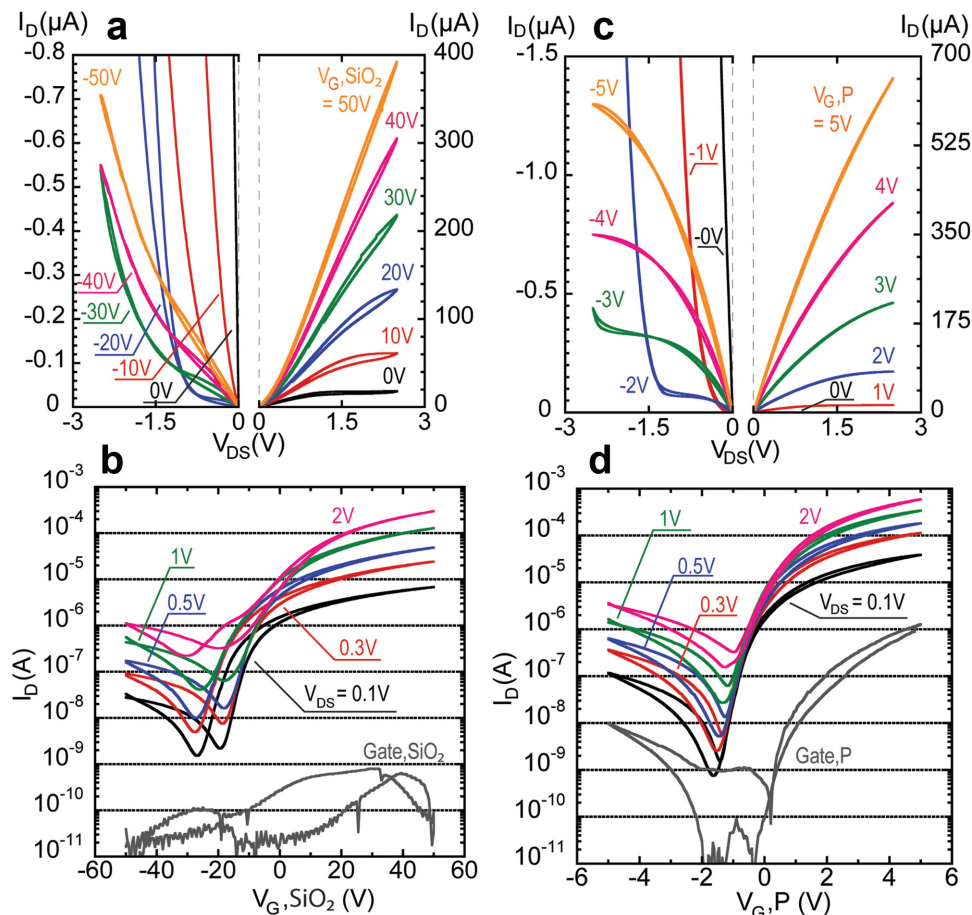 I_D(μA) a I_D(μA)
-0.8 400
-50V V_G,SiO₂
= 50V
-0.7
40V
-0.6 300
-0.5 30V
-0.4 200
20V
-0.3
-40V
-30V
-0.2 100
-20V 10V
-10V
-0.1
0V 0V
0 0
-3 -1.5 0 0 1.5 3
V_DS(V)
I_D(μA) c I_D(μA)
-1.5 700
-5V V_G,P
= 5V
525
-1V
-1.0
4V
-4V -0V 350
3V
-0.5
-3V 175
2V
-2V 0V 1V
0 0
-3 -1.5 0 0 1.5 3
V_DS(V)
b
10⁻³
2V
10⁻⁴
1V
10⁻⁵
0.5V
10⁻⁶
0.3V
10⁻⁷
V_DS = 0.1V
10⁻⁸
10⁻⁹
Gate,SiO₂
10⁻¹⁰
10⁻¹¹
I_D(A)
-60 -40 -20 0 20 40 60
V_G,SiO₂ (V)
d
10⁻³
1V 2V
10⁻⁴
0.5V
10⁻⁵
0.3V V_DS = 0.1V
10⁻⁶
10⁻⁷
10⁻⁸
Gate,P
10⁻⁹
10⁻¹⁰
10⁻¹¹
I_D(A)
-6 -4 -2 0 2 4 6
V_G,P (V)